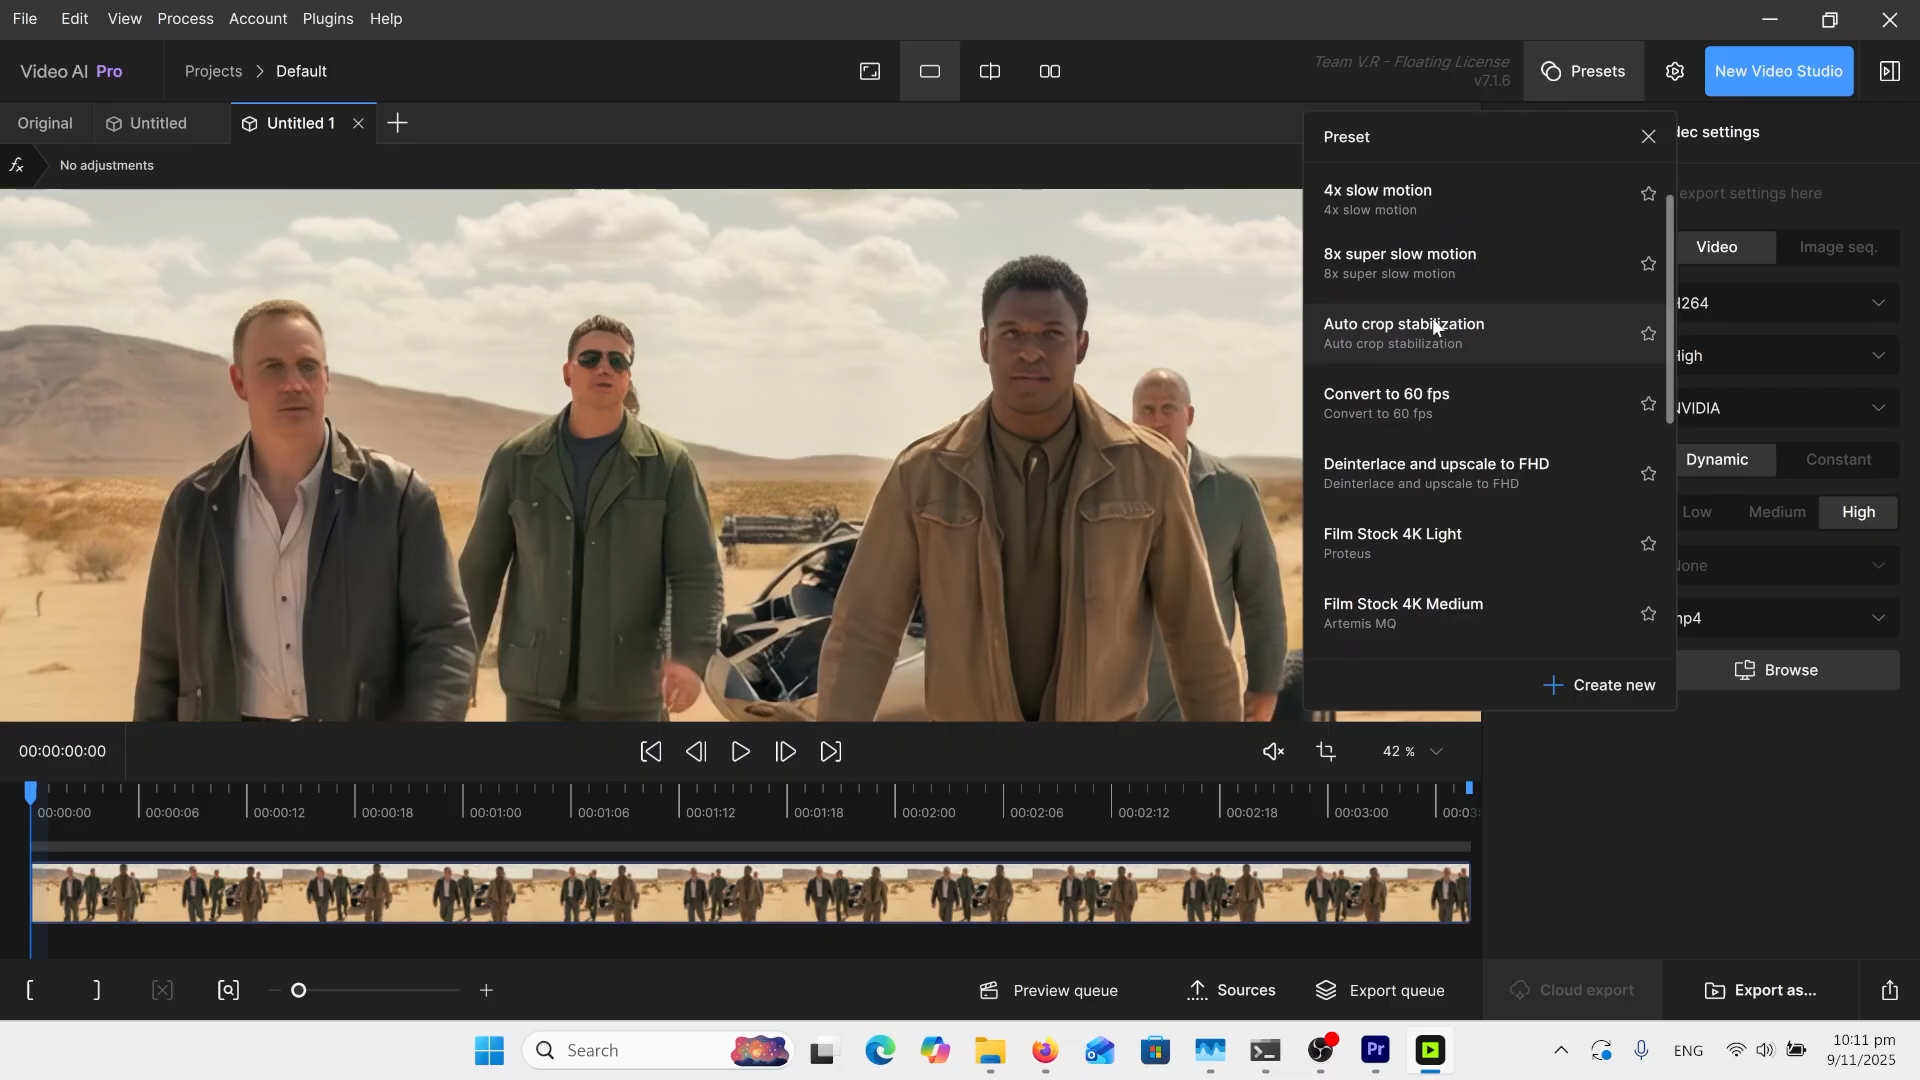 File Edit View Process Account Plugins Help
Video AI Pro Projects > Default
Team V.R - Floating License
v7.1.6
Presets
New Video Studio
Original Untitled Untitled 1
No adjustments
Preset
4x slow motion
4x slow motion
8x super slow motion
8x super slow motion
Auto crop stabilization
Auto crop stabilization
Convert to 60 fps
Convert to 60 fps
Deinterlace and upscale to FHD
Deinterlace and upscale to FHD
Film Stock 4K Light
Proteus
Film Stock 4K Medium
Artemis MQ
Create new
settings
export settings here
Video Image seq.
Dynamic Constant
Low Medium High
Browse
00:00:00:00
42 %
00:00:00 00:00:06 00:00:12 00:00:18 00:01:00 00:01:06 00:01:12 00:01:18 00:02:00 00:02:06 00:02:12 00:02:18 00:03:00
Preview queue Sources Export queue Cloud export Export as...
Search
Pr
ENG
10:11 pm
9/11/2025